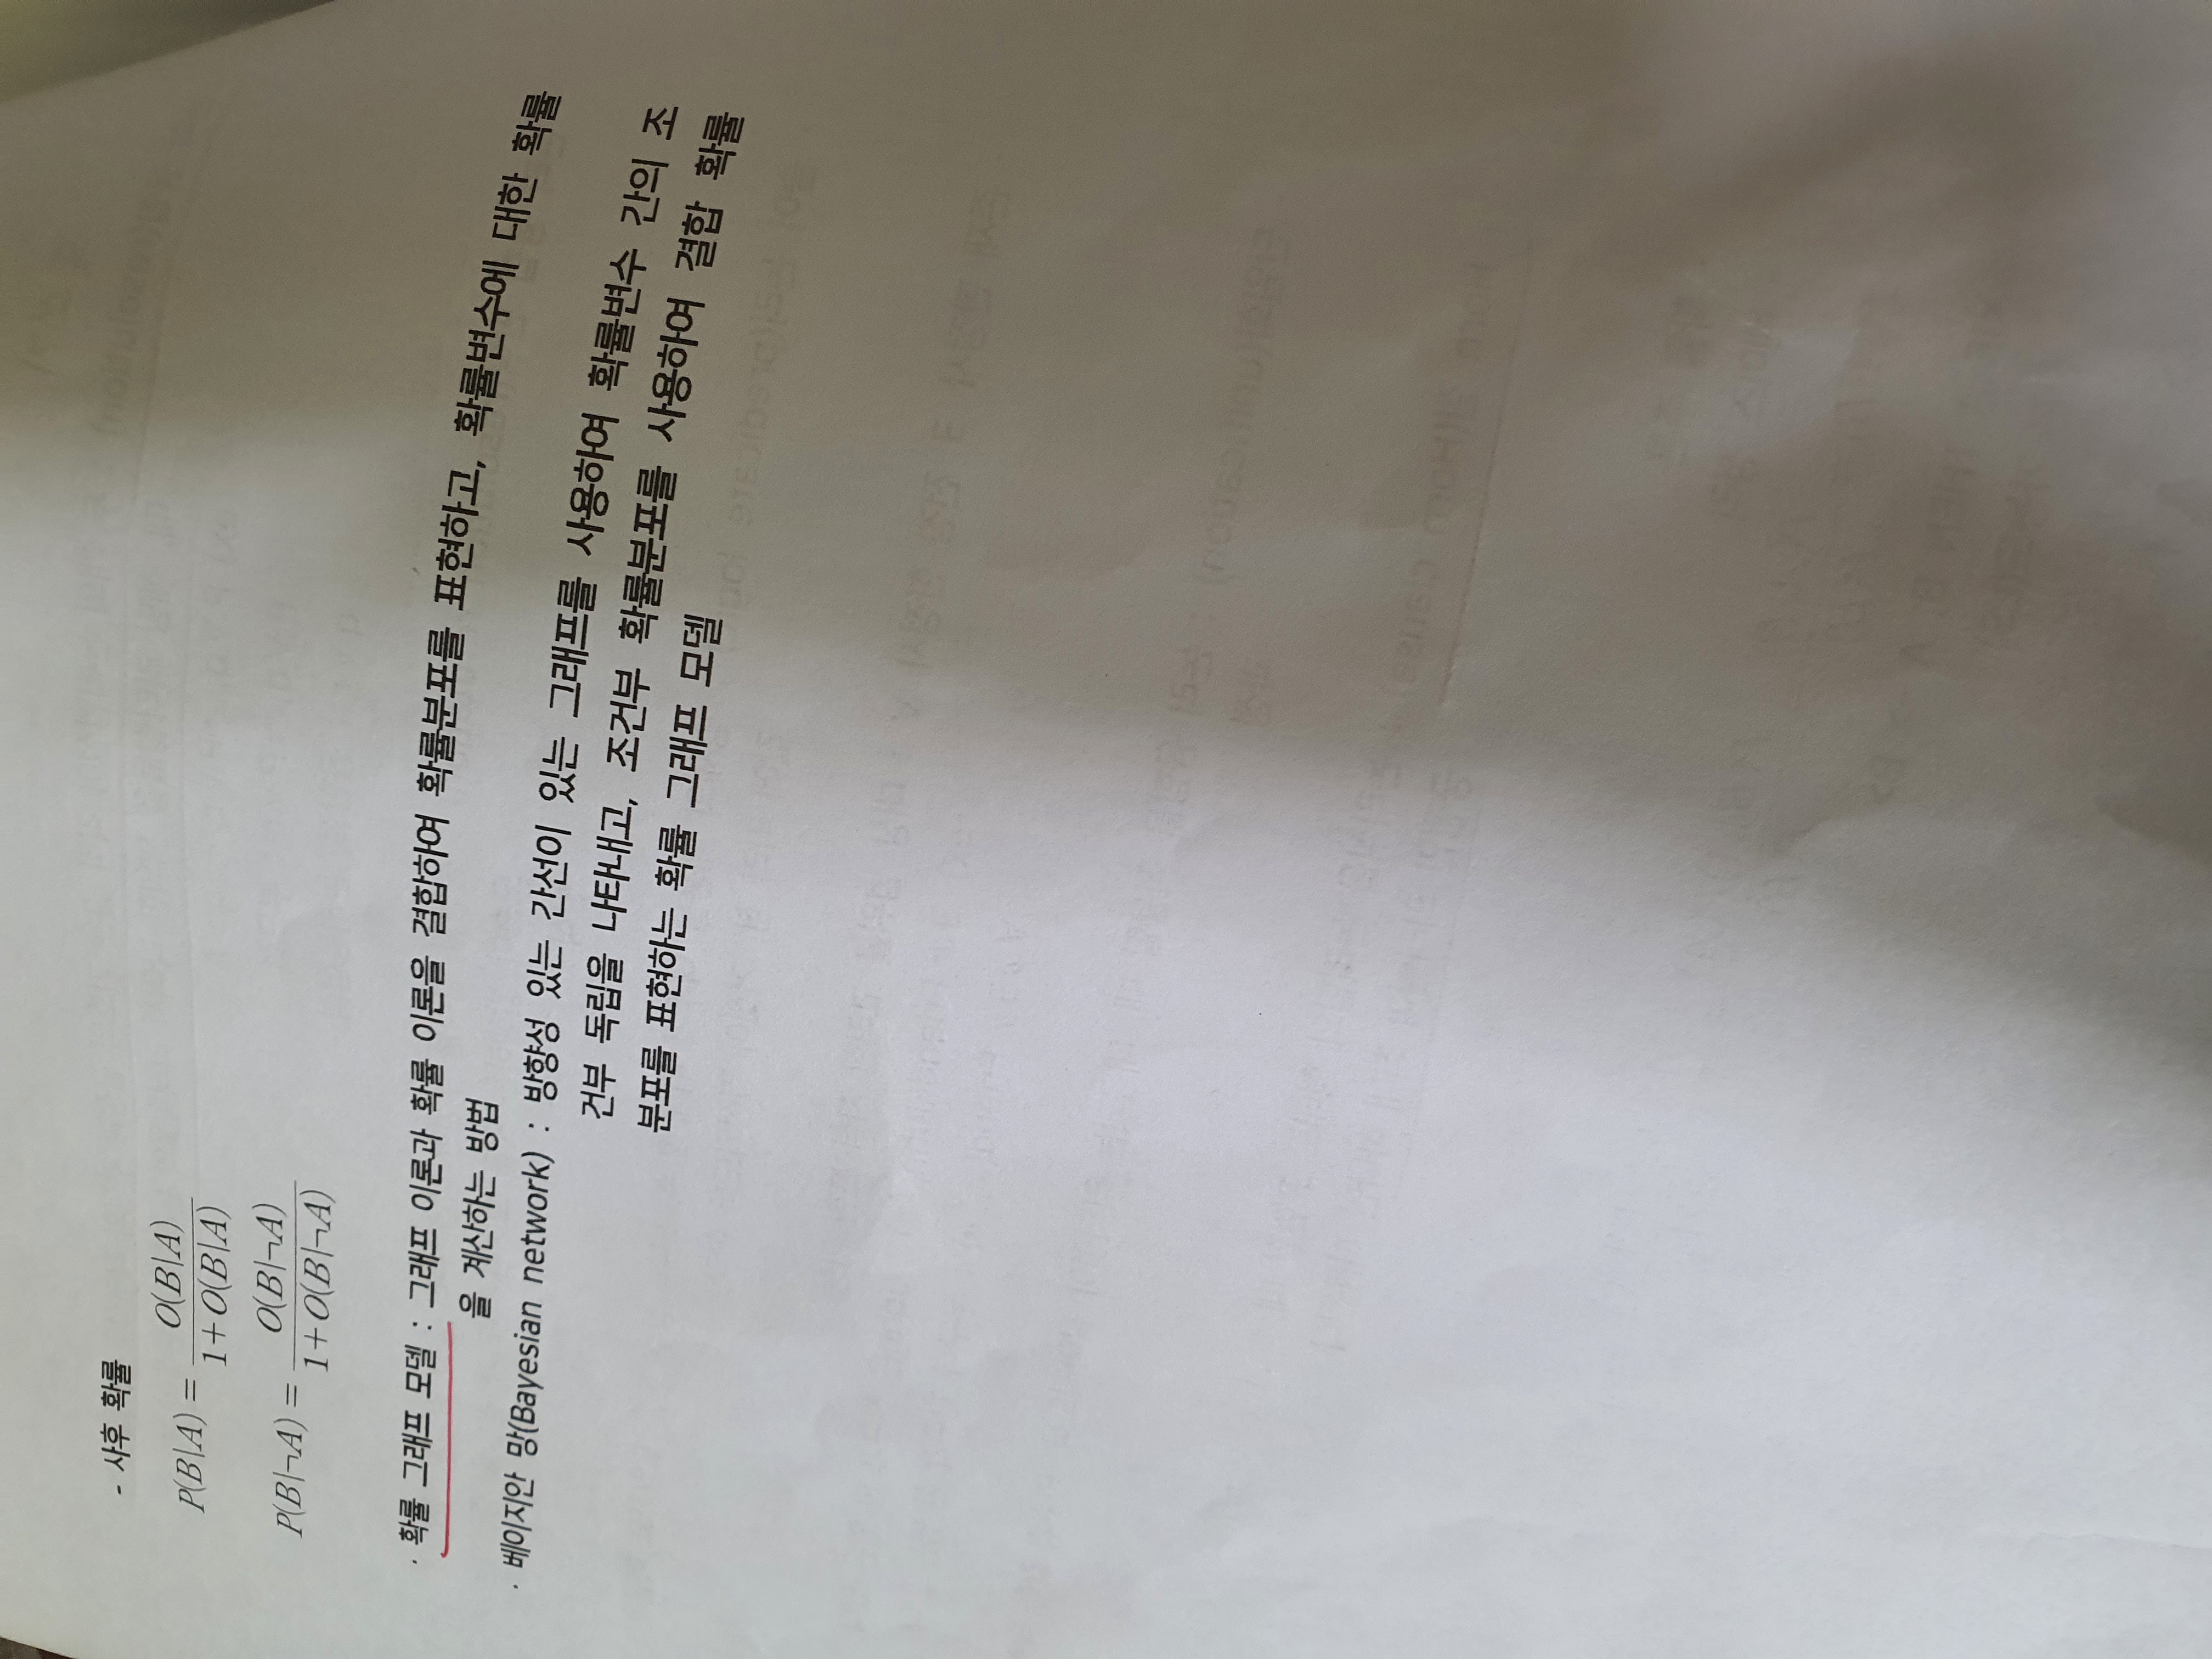 - 사후 확률
P(B|A) = O(B|A) / 1+O(B|A)
P(B|¬A) = O(B|¬A) / 1+O(B|¬A)
· 확률 그래프 모델 : 그래프 이론과 확률 이론을 결합하여 확률분포를 표현하고, 확률변수에 대한 확률
을 계산하는 방법
· 베이지안 망(Bayesian network) : 방향성 있는 간선이 있는 그래프를 사용하여 확률변수 간의 조
건부 독립을 나타내고, 조건부 확률분포를 사용하여 결합 확률
분포를 표현하는 확률 그래프 모델